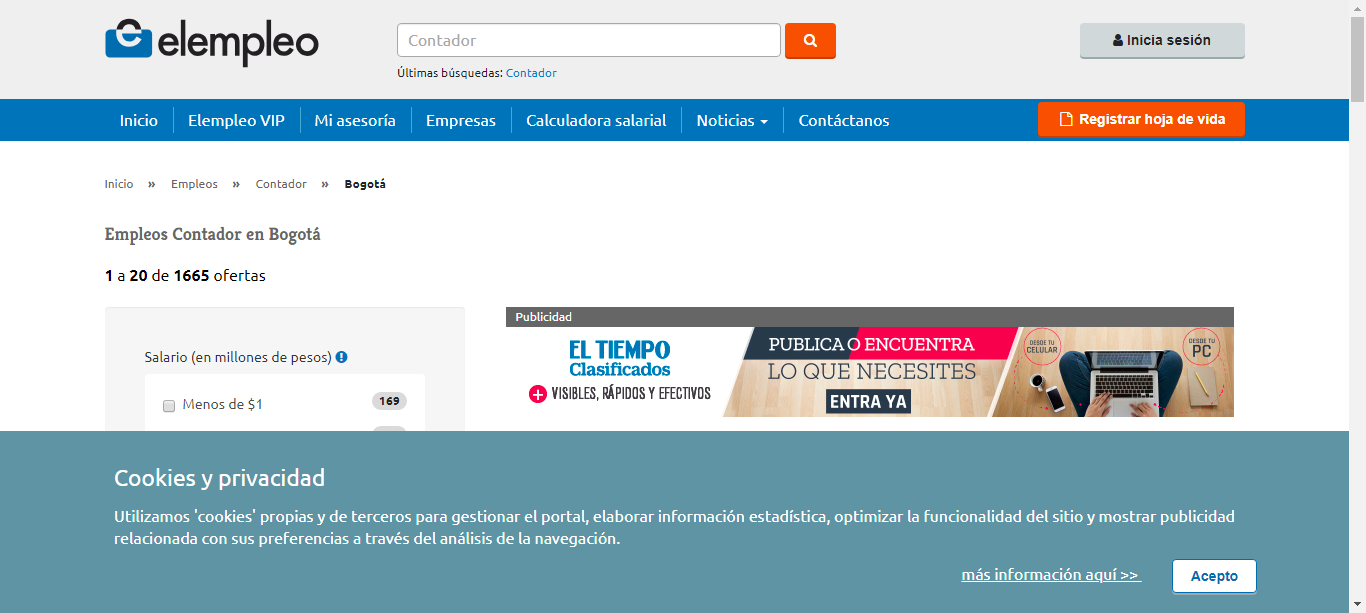 elempleo
Contador
Inicia sesión
Últimas búsquedas: Contador
Inicio
Elempleo VIP
Mi asesoría
Empresas
Calculadora salarial
Noticias
Contáctanos
Registrar hoja de vida
Inicio » Empleos » Contador » Bogotá
Empleos Contador en Bogotá
1 a 20 de 1665 ofertas
Salario (en millones de pesos)
Menos de $1 169
Publicidad
EL TIEMPO
Clasificados
+ VISIBLES, RÁPIDOS Y EFECTIVOS
PUBLICA O ENCUENTRA
LO QUE NECESITES
ENTRA YA
DESDE TU
CELULAR
DESDE TU
PC
Cookies y privacidad
Utilizamos 'cookies' propias y de terceros para gestionar el portal, elaborar información estadística, optimizar la funcionalidad del sitio y mostrar publicidad
relacionada con sus preferencias a través del análisis de la navegación.
más información aquí >>
Acepto